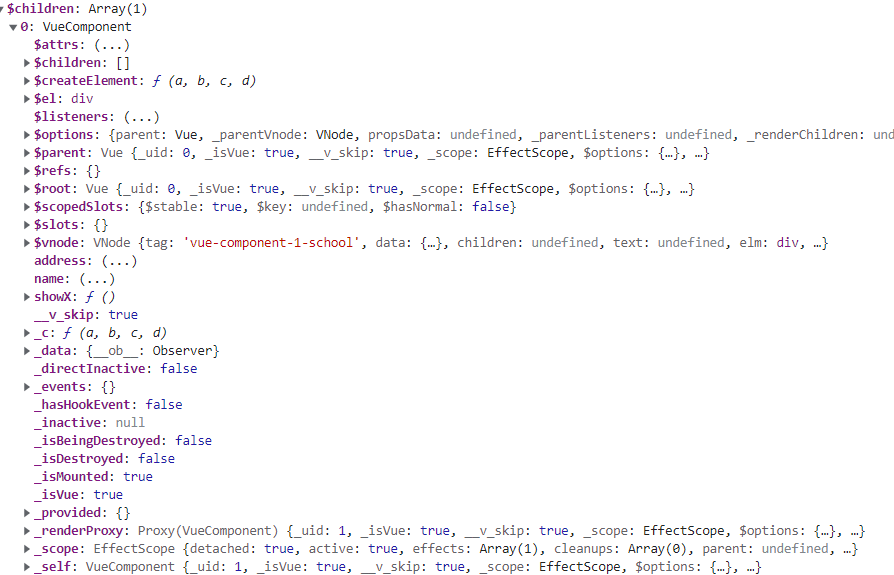 $children: Array(1)
0: VueComponent
$attrs: (...)
$children: []
$createElement: ƒ (a, b, c, d)
$el: div
$listeners: (...)
$options: {parent: Vue, _parentVnode: VNode, propsData: undefined, _parentListeners: undefined, _renderChildren: und
$parent: Vue {_uid: 0, _isVue: true, __v_skip: true, _scope: EffectScope, $options: {…}, …}
$refs: {}
$root: Vue {_uid: 0, _isVue: true, __v_skip: true, _scope: EffectScope, $options: {…}, …}
$scopedSlots: {$stable: true, $key: undefined, $hasNormal: false}
$slots: {}
$vnode: VNode {tag: 'vue-component-1-school', data: {…}, children: undefined, text: undefined, elm: div, …}
address: (...)
name: (...)
showX: ƒ ()
__v_skip: true
_c: ƒ (a, b, c, d)
_data: {__ob__: Observer}
_directInactive: false
_events: {}
_hasHookEvent: false
_inactive: null
_isBeingDestroyed: false
_isDestroyed: false
_isMounted: true
_isVue: true
_provided: {}
_renderProxy: Proxy(VueComponent) {_uid: 1, _isVue: true, __v_skip: true, _scope: EffectScope, $options: {…}, …}
_scope: EffectScope {detached: true, active: true, effects: Array(1), cleanups: Array(0), parent: undefined, …}
_self: VueComponent {_uid: 1, _isVue: true, __v_skip: true, _scope: EffectScope, $options: {…}, …}